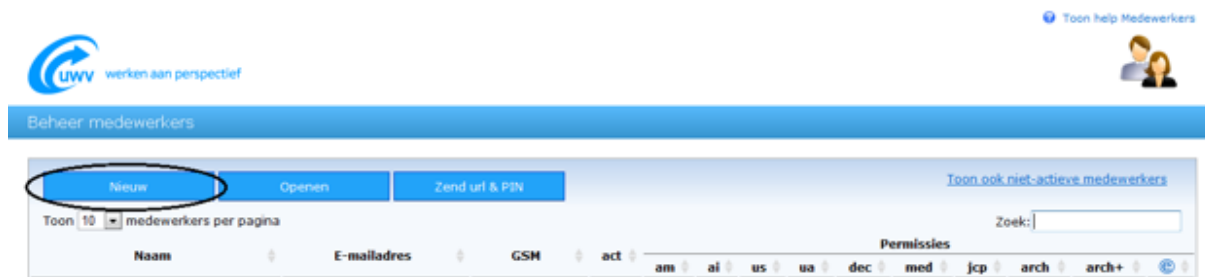 Toon help Medewerkers
UWV werken aan perspectief
Beheer medewerkers
Nieuw Openen Zend url & PIN Toon ook niet-actieve medewerkers
Toon 10 medewerkers per pagina Zoek:
Permissies
Naam E-mailadres GSM act
am ai us ua dec med jcp arch arch+ ©